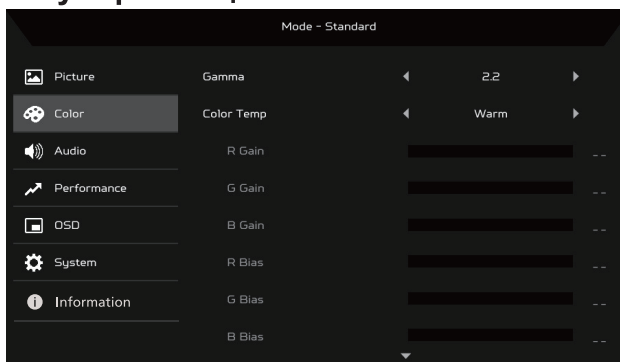 Mode - Standard
Picture
Gamma 2.2
Color
Color Temp Warm
Audio
R Gain --
Performance
G Gain --
OSD
B Gain --
System
R Bias --
Information
G Bias --
B Bias --